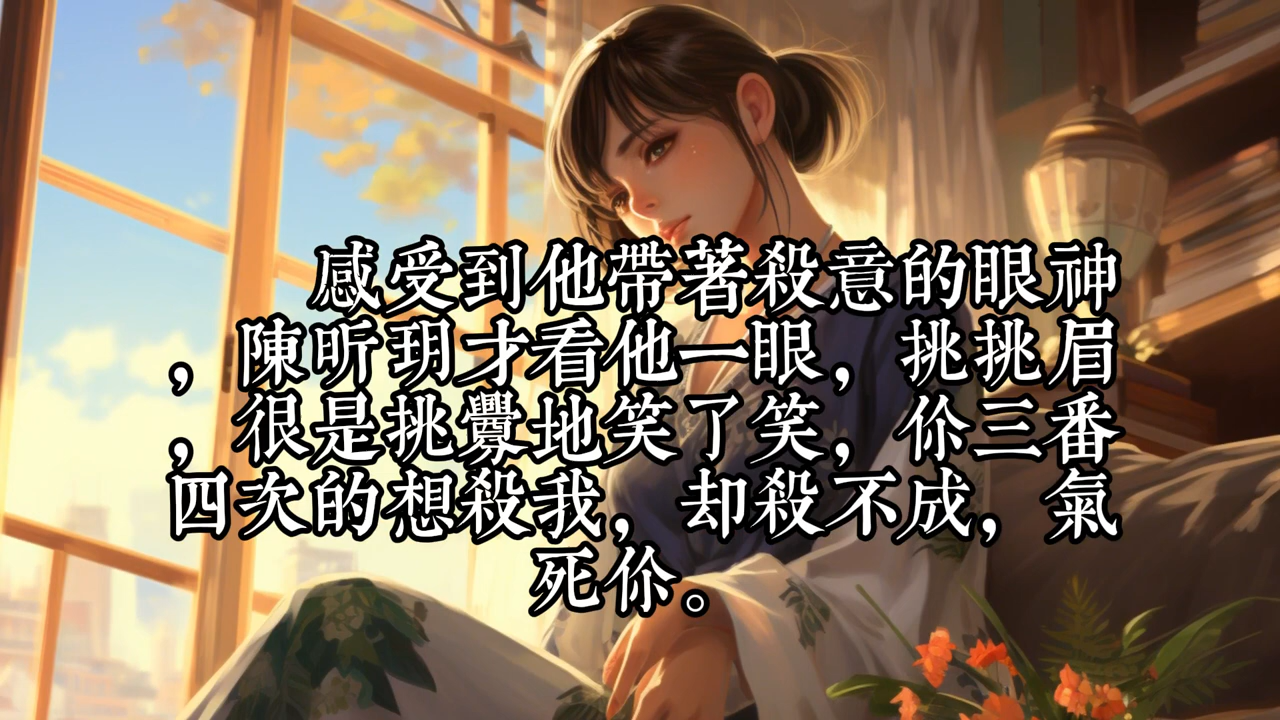 感受到他帶著殺意的眼神
，陳昕玥才看他一眼，挑挑眉
，很是挑釁地笑了笑，你三番
四次的想殺我，却殺不成，氣
死你。